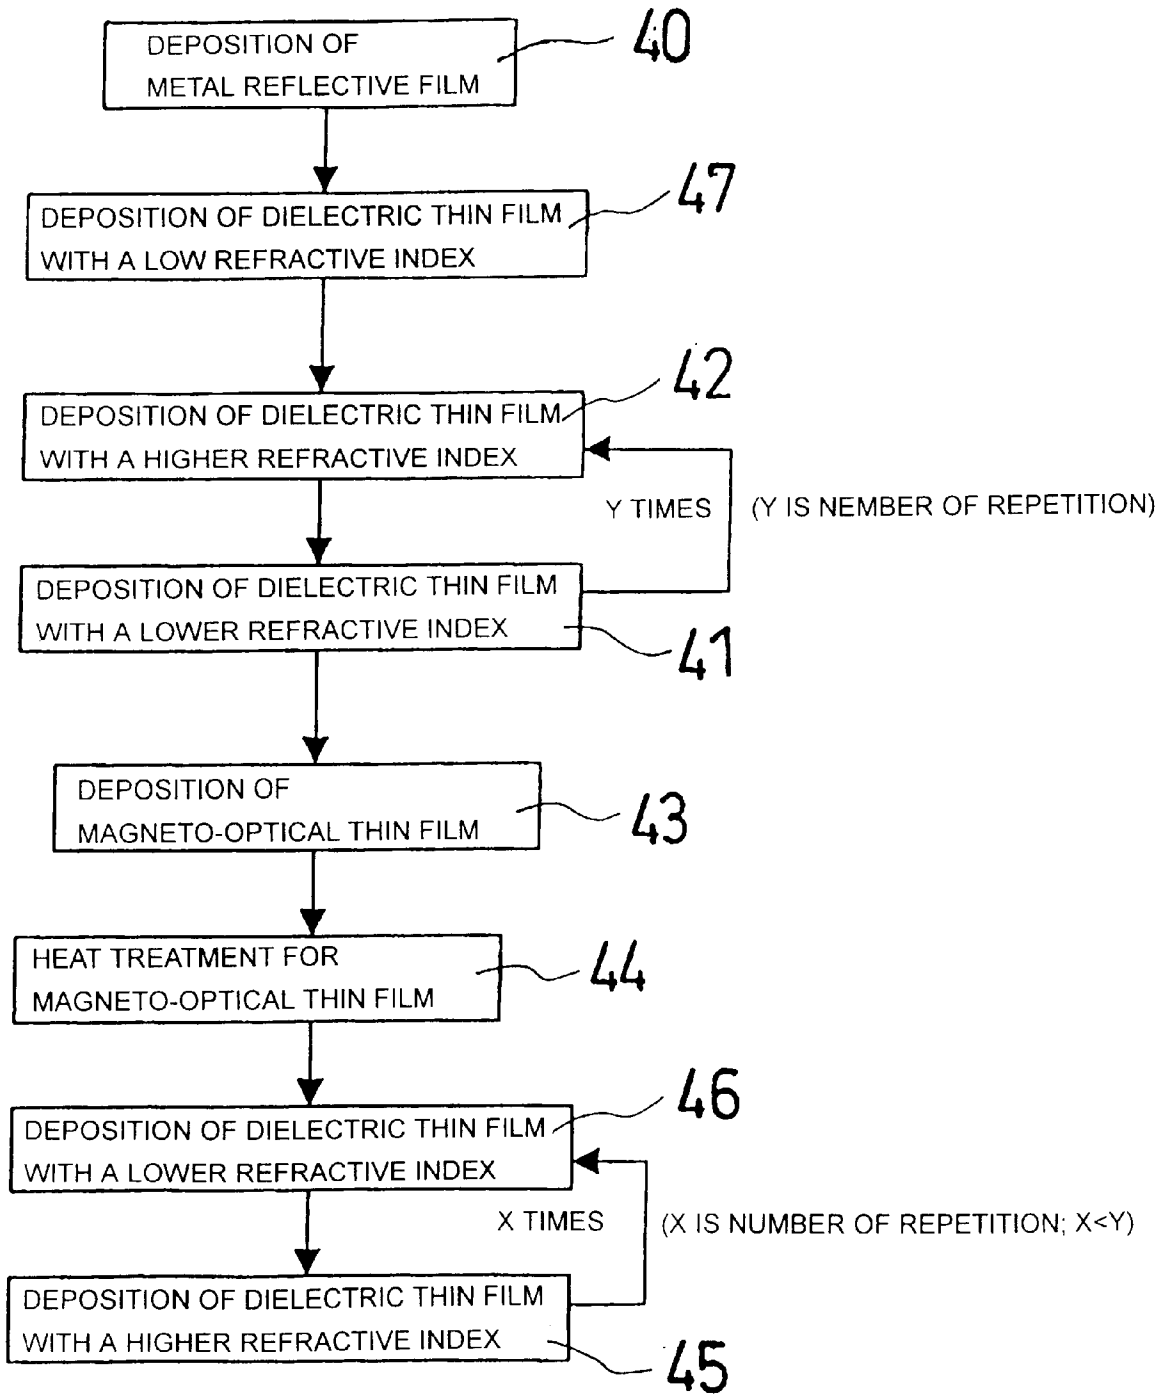 DEPOSITION OF
METAL REFLECTIVE FILM
40
DEPOSITION OF DIELECTRIC THIN FILM
WITH A LOW REFRACTIVE INDEX
47
DEPOSITION OF DIELECTRIC THIN FILM
WITH A HIGHER REFRACTIVE INDEX
42
Y TIMES
(Y IS NEMBER OF REPETITION)
DEPOSITION OF DIELECTRIC THIN FILM
WITH A LOWER REFRACTIVE INDEX
41
DEPOSITION OF
MAGNETO-OPTICAL THIN FILM
43
HEAT TREATMENT FOR
MAGNETO-OPTICAL THIN FILM
44
DEPOSITION OF DIELECTRIC THIN FILM
WITH A LOWER REFRACTIVE INDEX
46
X TIMES
(X IS NUMBER OF REPETITION; X<Y)
DEPOSITION OF DIELECTRIC THIN FILM
WITH A HIGHER REFRACTIVE INDEX
45